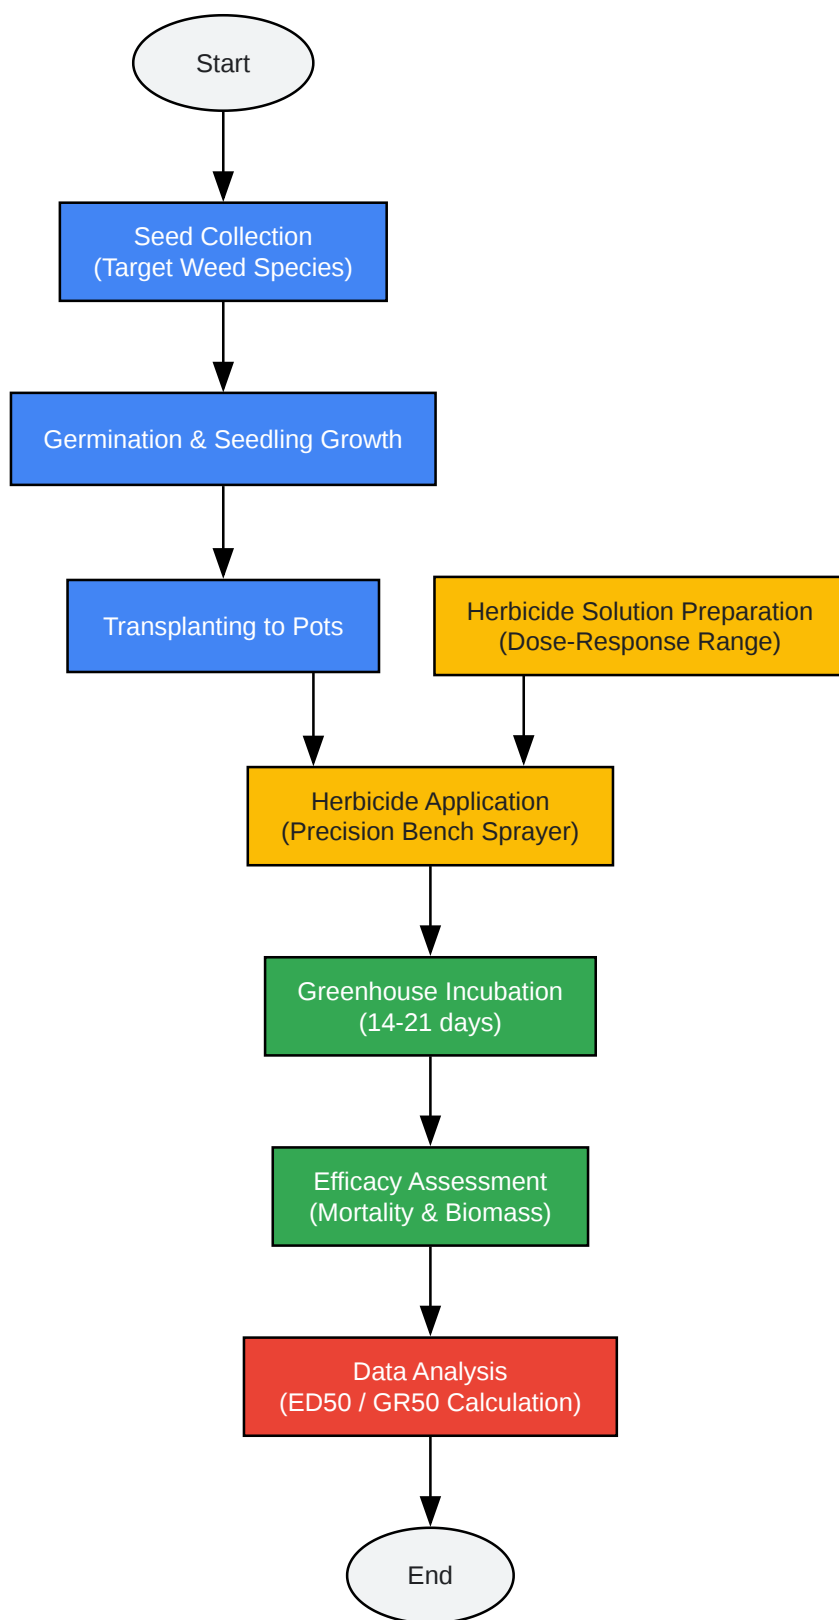 Start
Seed Collection
(Target Weed Species)
Germination & Seedling Growth
Transplanting to Pots
Herbicide Solution Preparation
(Dose-Response Range)
Herbicide Application
(Precision Bench Sprayer)
Greenhouse Incubation
(14-21 days)
Efficacy Assessment
(Mortality & Biomass)
Data Analysis
(ED50 / GR50 Calculation)
End